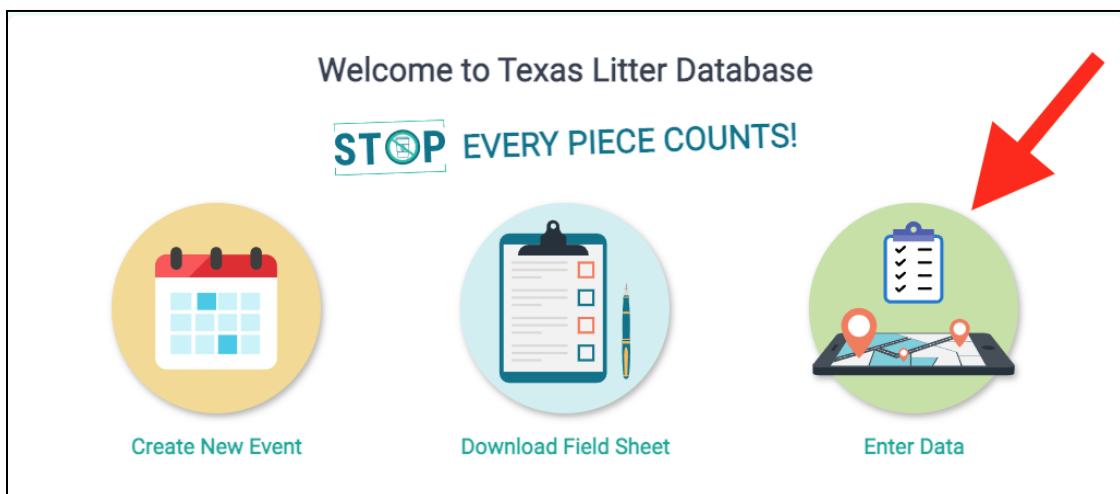 Welcome to Texas Litter Database
STOP EVERY PIECE COUNTS!
Create New Event
Download Field Sheet
Enter Data